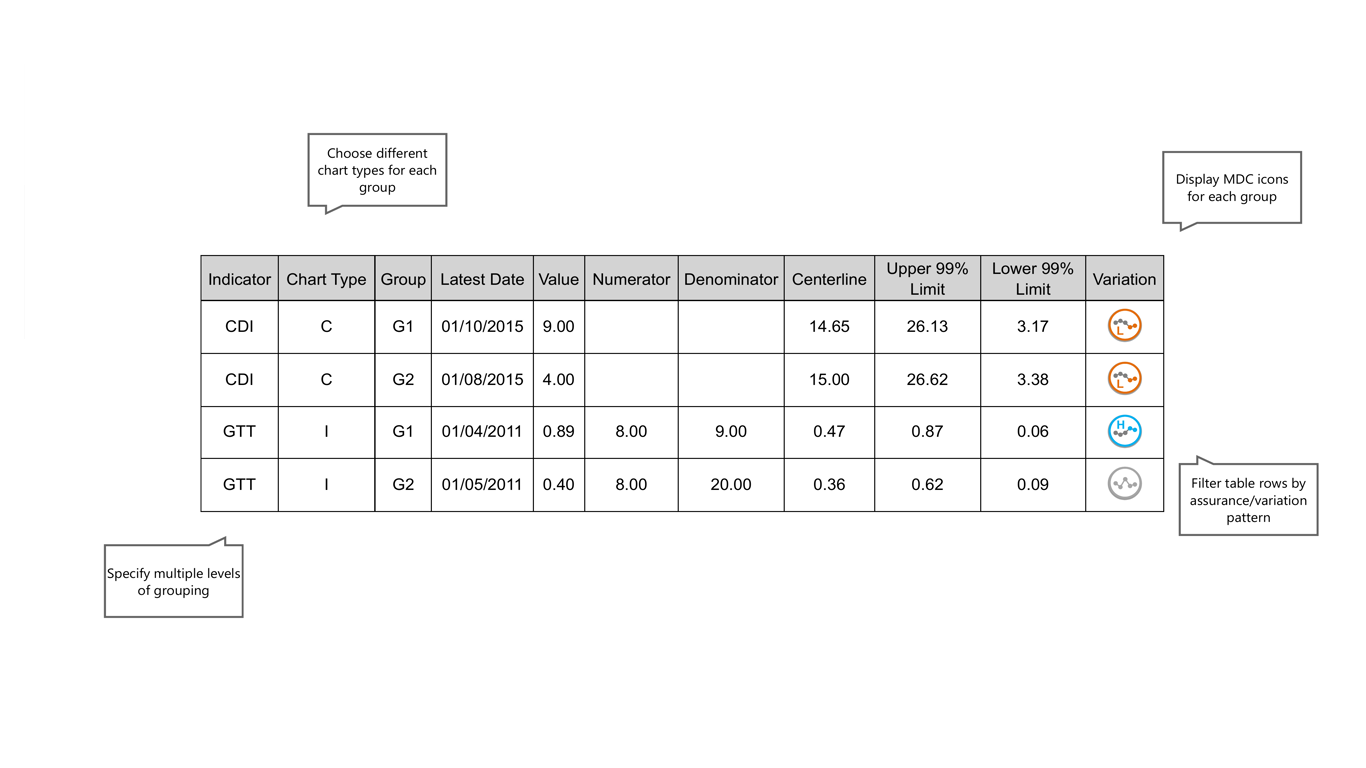 Choose different
chart types for each
group
Display MDC icons
for each group
Indicator Chart Type Group Latest Date Value Numerator Denominator Centerline Upper 99% Limit Lower 99% Limit Variation
CDI C G1 01/10/2015 9.00 14.65 26.13 3.17 L
CDI C G2 01/08/2015 4.00 15.00 26.62 3.38 L
GTT I G1 01/04/2011 0.89 8.00 9.00 0.47 0.87 0.06 H
GTT I G2 01/05/2011 0.40 8.00 20.00 0.36 0.62 0.09
Filter table rows by
assurance/variation
pattern
Specify multiple levels
of grouping